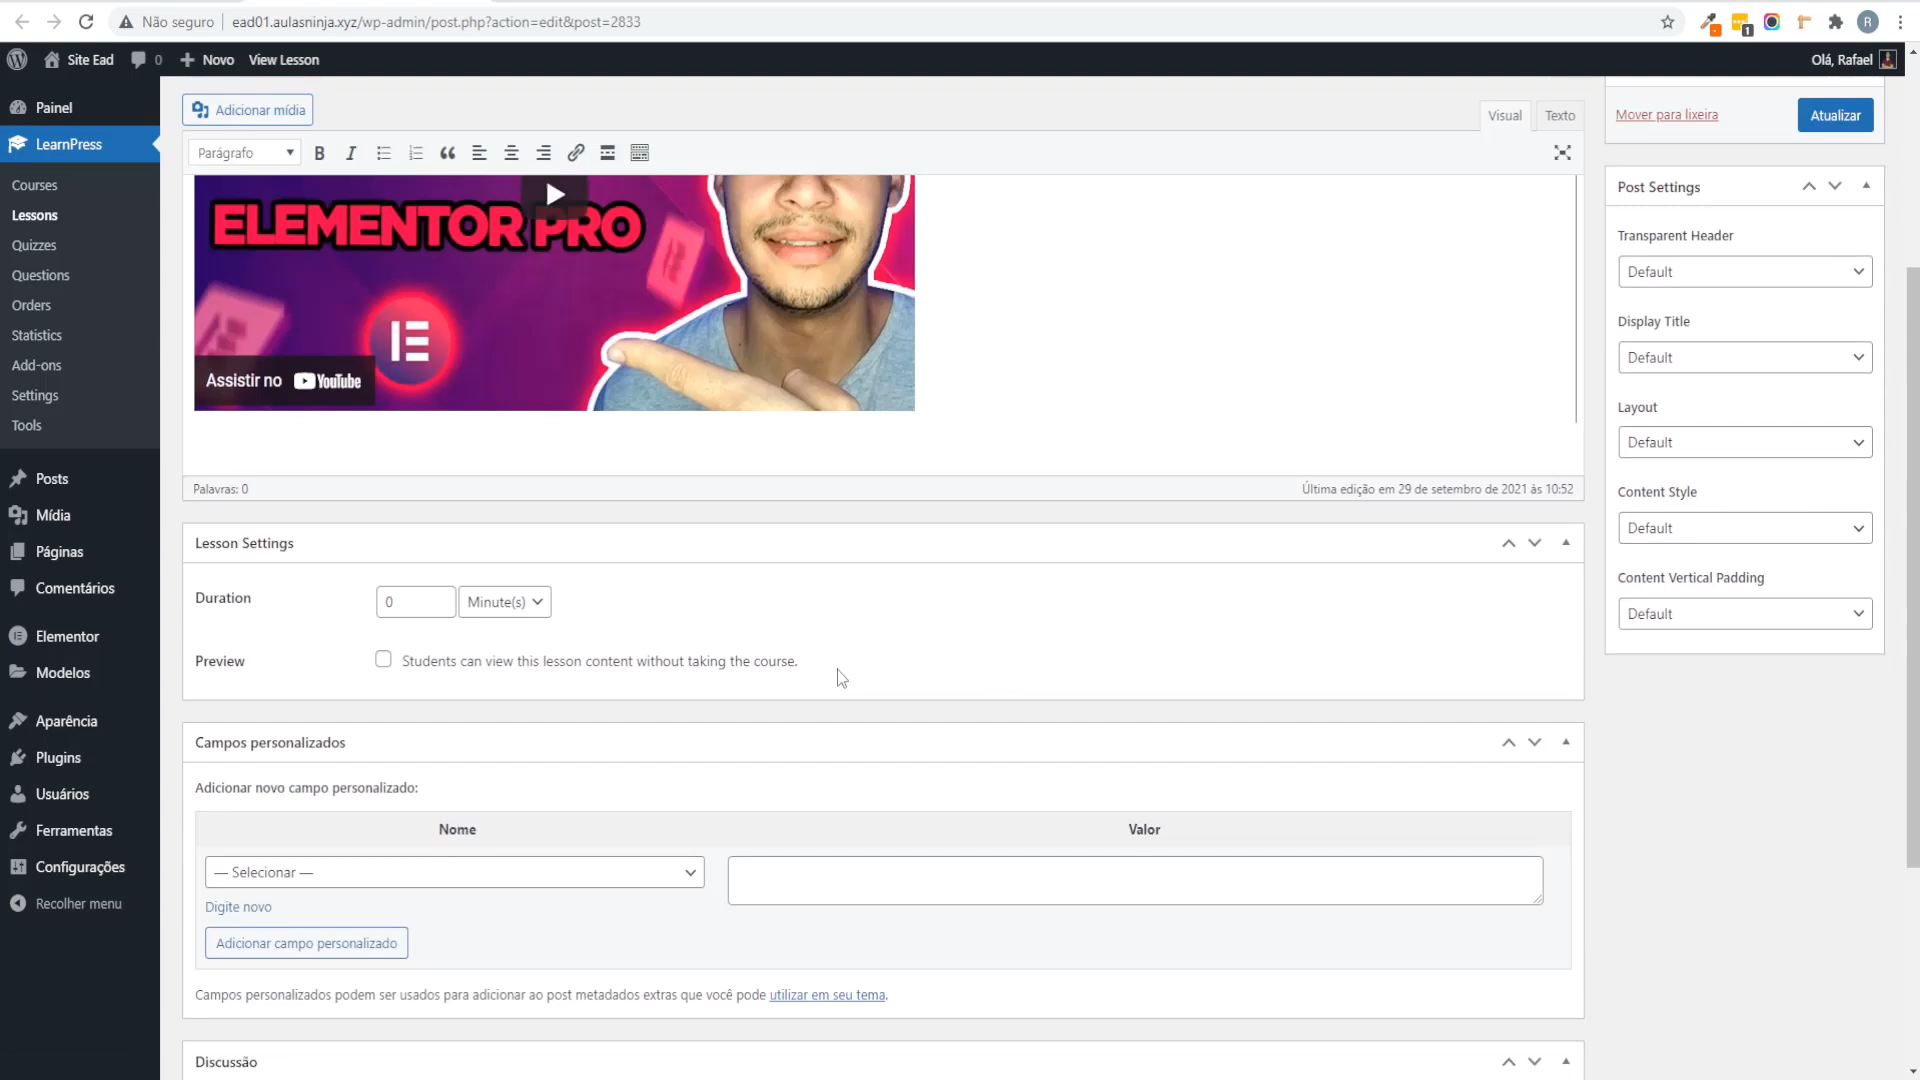 Não seguro
ead01.aulasninja.xyz/wp-admin/post.php?action=edit&post=2833
1
R
Site Ead
0
Novo
View Lesson
Olá, Rafael
Painel
LearnPress
Courses
Lessons
Quizzes
Questions
Orders
Statistics
Add-ons
Settings
Tools
Posts
Mídia
Páginas
Comentários
Elementor
Modelos
Aparência
Plugins
Usuários
Ferramentas
Configurações
Recolher menu
Adicionar mídia
Visual
Texto
Parágrafo
ELEMENTOR PRO
Assistir no YouTube
Palavras: 0
Última edição em 29 de setembro de 2021 às 10:52
Lesson Settings
Duration
0
Minute(s)
Preview
Students can view this lesson content without taking the course.
Campos personalizados
Adicionar novo campo personalizado:
Nome
Valor
— Selecionar —
Digite novo
Adicionar campo personalizado
Campos personalizados podem ser usados para adicionar ao post metadados extras que você pode utilizar em seu tema.
Discussão
Mover para lixeira
Atualizar
Post Settings
Transparent Header
Default
Display Title
Default
Layout
Default
Content Style
Default
Content Vertical Padding
Default